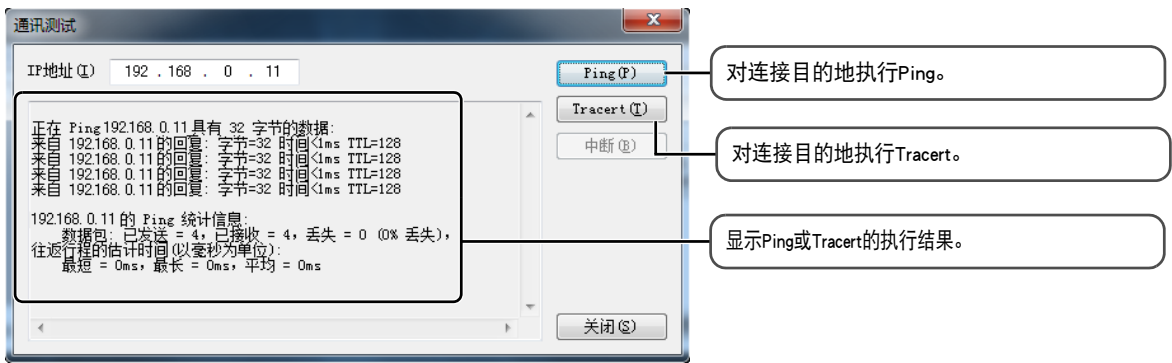 通讯测试
IP地址(I) 192 . 168 . 0 . 11
Ping(P)
对连接目的地执行Ping。
Tracert(T)
中断(B)
对连接目的地执行Tracert。
正在 Ping 192.168.0.11 具有 32 字节的数据:
来自 192.168.0.11 的回复: 字节=32 时间<1ms TTL=128
来自 192.168.0.11 的回复: 字节=32 时间<1ms TTL=128
来自 192.168.0.11 的回复: 字节=32 时间<1ms TTL=128
来自 192.168.0.11 的回复: 字节=32 时间<1ms TTL=128
192.168.0.11 的 Ping 统计信息:
数据包: 已发送 = 4，已接收 = 4，丢失 = 0 (0% 丢失)，
往返行程的估计时间(以毫秒为单位):
最短 = 0ms，最长 = 0ms，平均 = 0ms
显示Ping或Tracert的执行结果。
关闭(S)